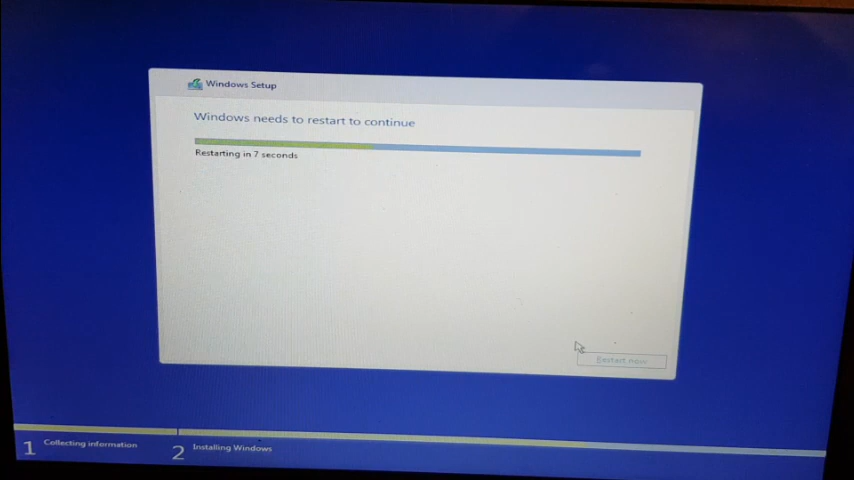 Windows Setup
Windows needs to restart to continue
Restarting in 7 seconds
Restart now
1 Collecting information
2 Installing Windows